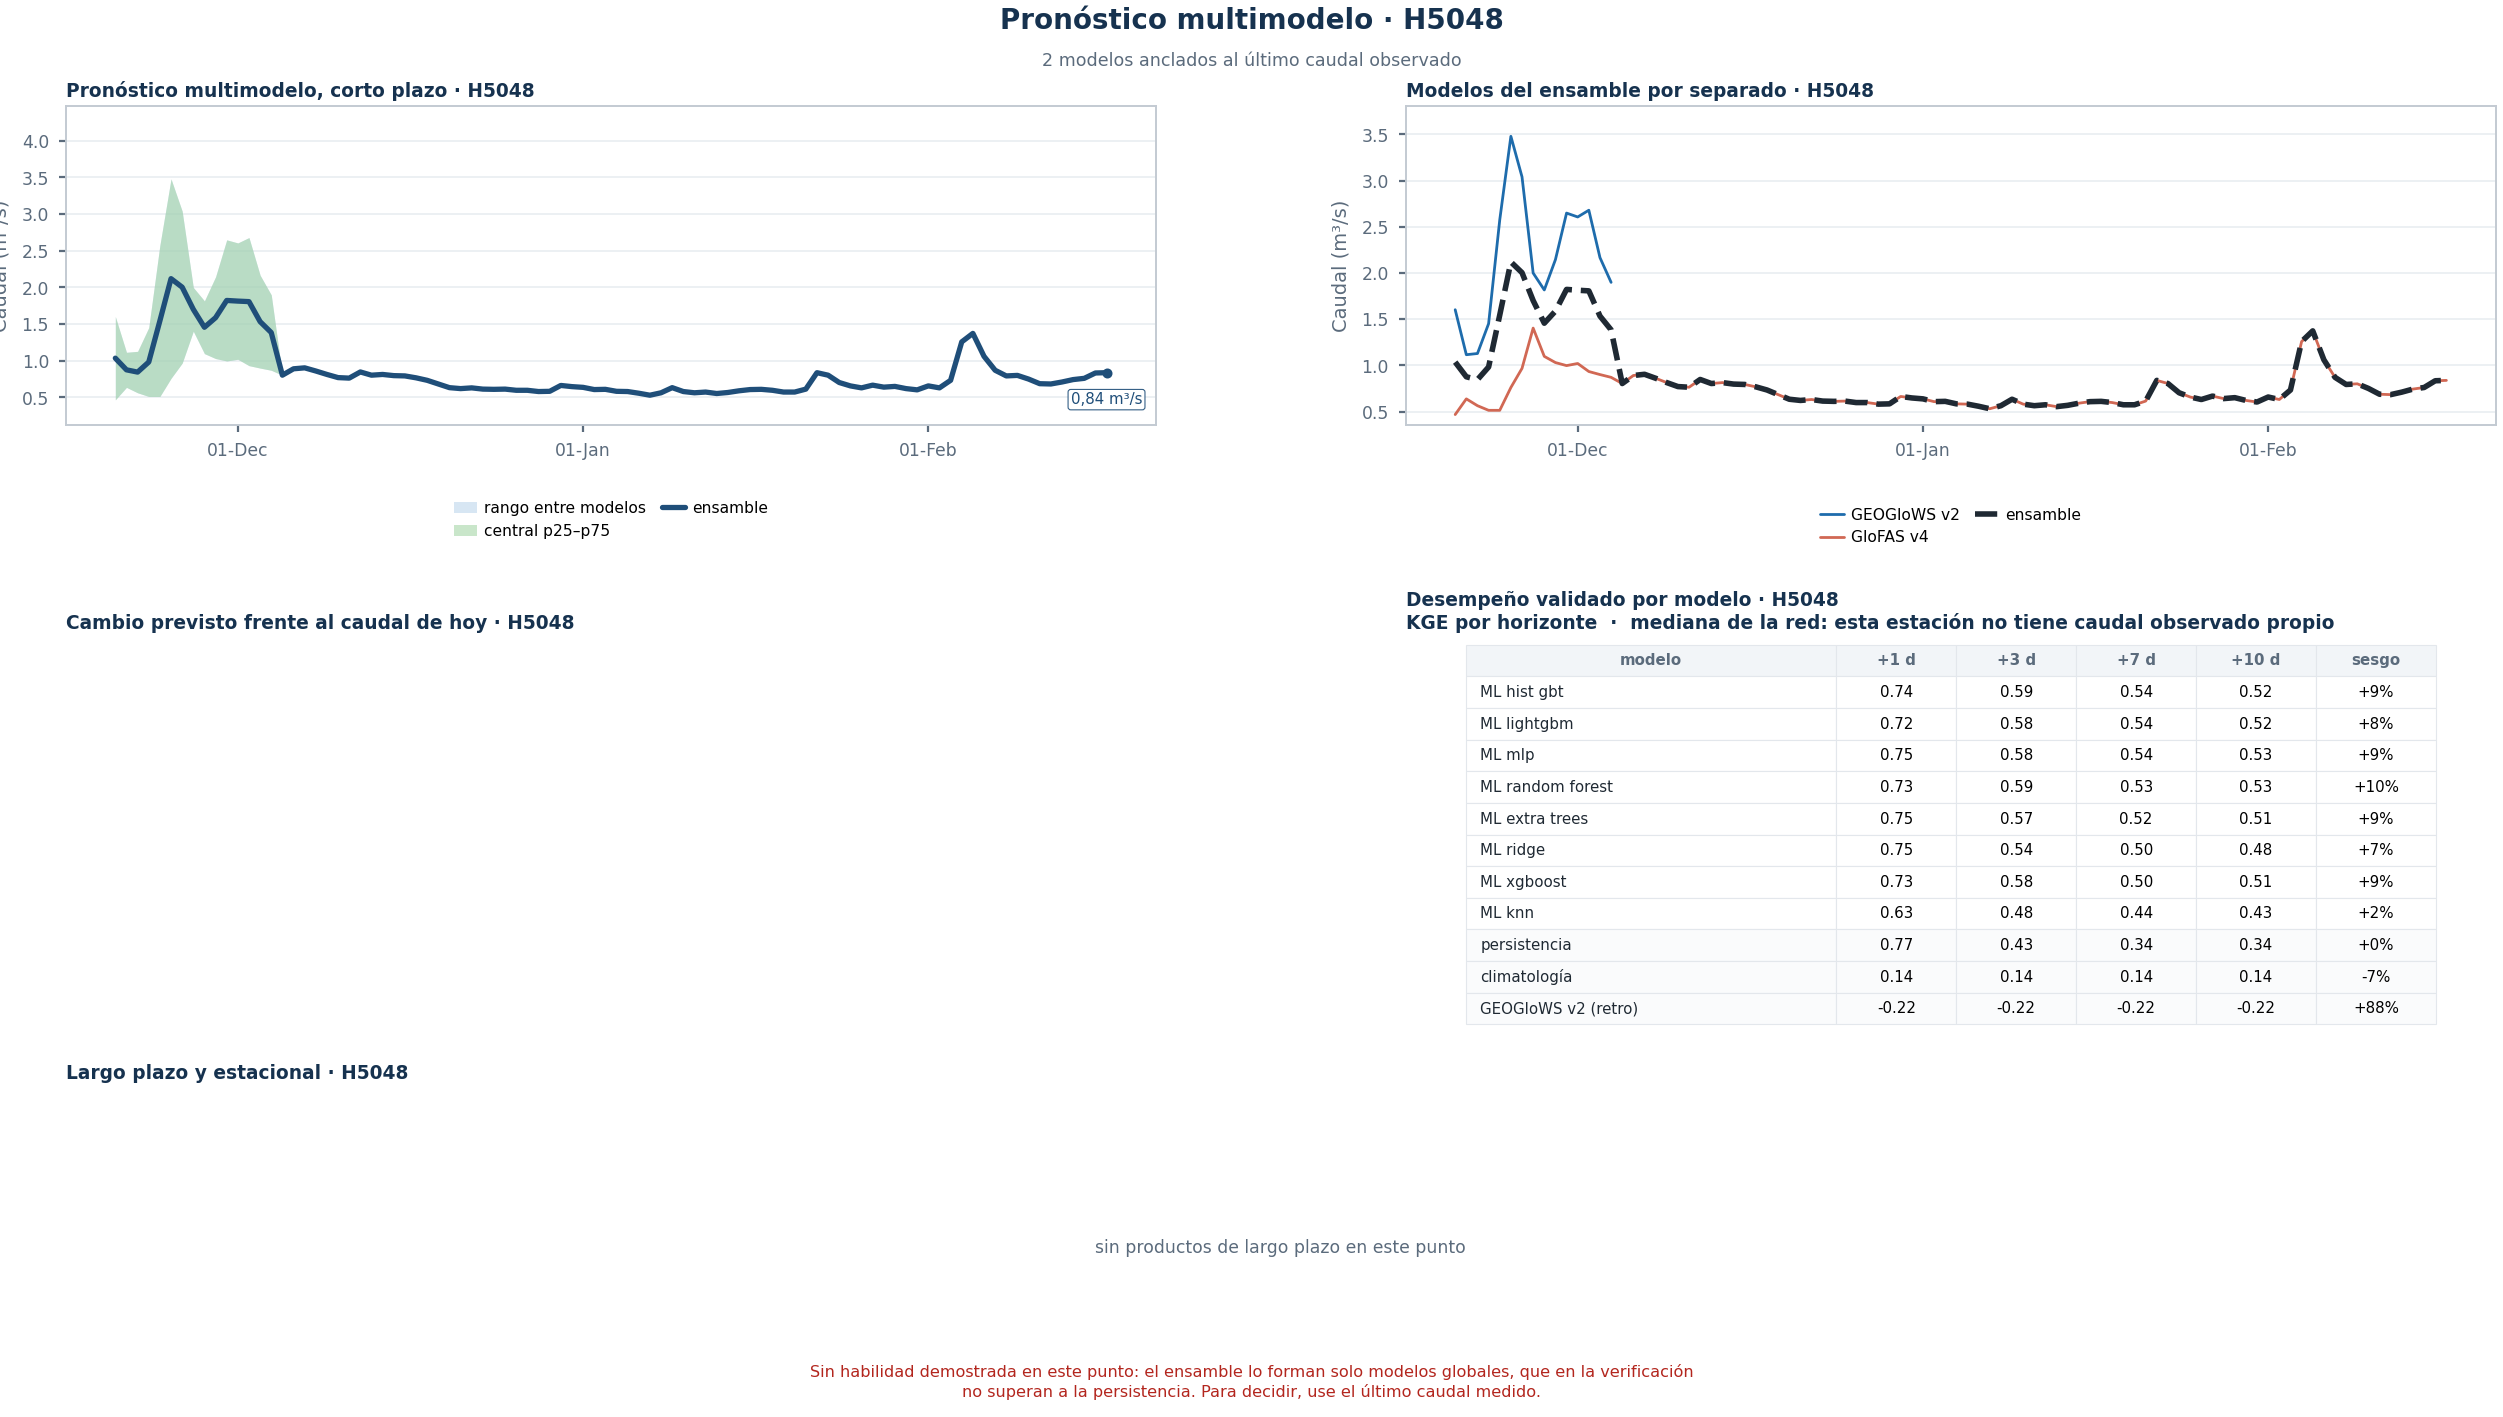 Pronóstico multimodelo · H5048
2 modelos anclados al último caudal observado
Pronóstico multimodelo, corto plazo · H5048
Caudal (m³/s)
4.0
3.5
3.0
2.5
2.0
1.5
1.0
0.5
0,84 m³/s
01-Dec 01-Jan 01-Feb
rango entre modelos ensamble
central p25–p75
Modelos del ensamble por separado · H5048
Caudal (m³/s)
3.5
3.0
2.5
2.0
1.5
1.0
0.5
01-Dec 01-Jan 01-Feb
GEOGloWS v2 ensamble
GloFAS v4
Cambio previsto frente al caudal de hoy · H5048
Desempeño validado por modelo · H5048
KGE por horizonte · mediana de la red: esta estación no tiene caudal observado propio
modelo +1 d +3 d +7 d +10 d sesgo
ML hist gbt 0.74 0.59 0.54 0.52 +9%
ML lightgbm 0.72 0.58 0.54 0.52 +8%
ML mlp 0.75 0.58 0.54 0.53 +9%
ML random forest 0.73 0.59 0.53 0.53 +10%
ML extra trees 0.75 0.57 0.52 0.51 +9%
ML ridge 0.75 0.54 0.50 0.48 +7%
ML xgboost 0.73 0.58 0.50 0.51 +9%
ML knn 0.63 0.48 0.44 0.43 +2%
persistencia 0.77 0.43 0.34 0.34 +0%
climatología 0.14 0.14 0.14 0.14 -7%
GEOGloWS v2 (retro) -0.22 -0.22 -0.22 -0.22 +88%
Largo plazo y estacional · H5048
sin productos de largo plazo en este punto
Sin habilidad demostrada en este punto: el ensamble lo forman solo modelos globales, que en la verificación
no superan a la persistencia. Para decidir, use el último caudal medido.